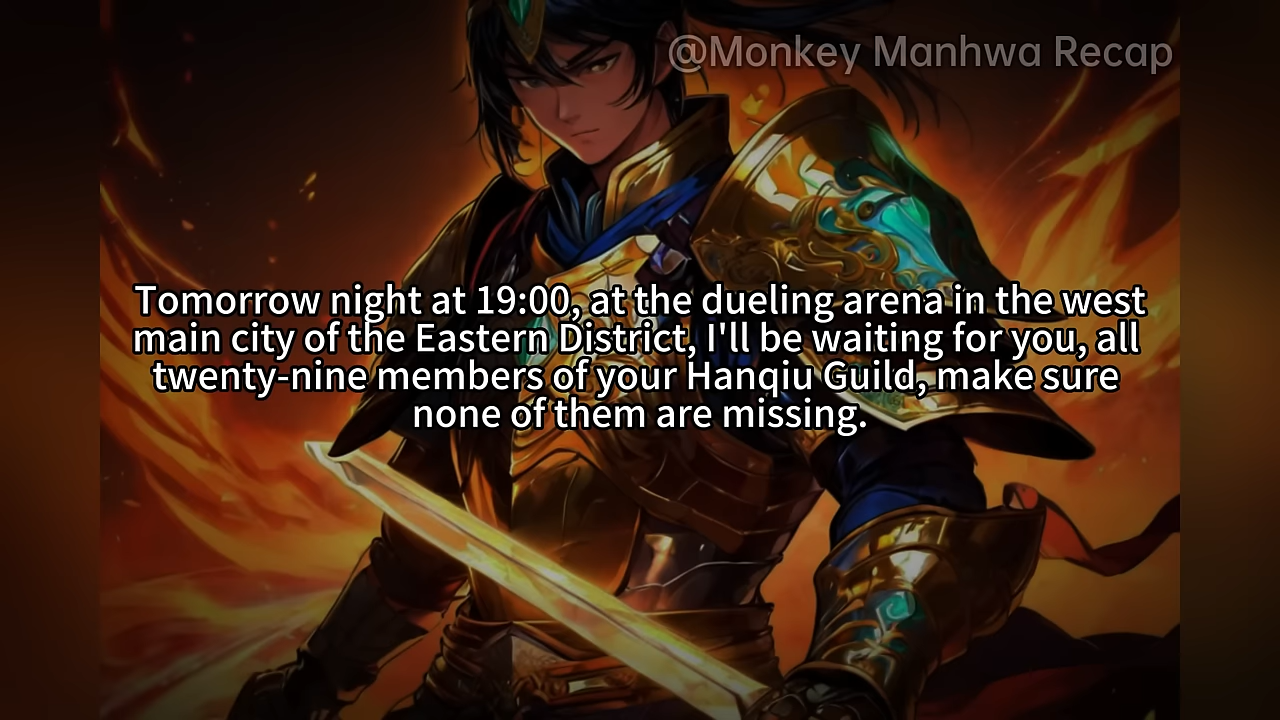 @Monkey Manhwa Recap
Tomorrow night at 19:00, at the dueling arena in the west
main city of the Eastern District, I'll be waiting for you, all
twenty-nine members of your Hanqiu Guild, make sure
none of them are missing.